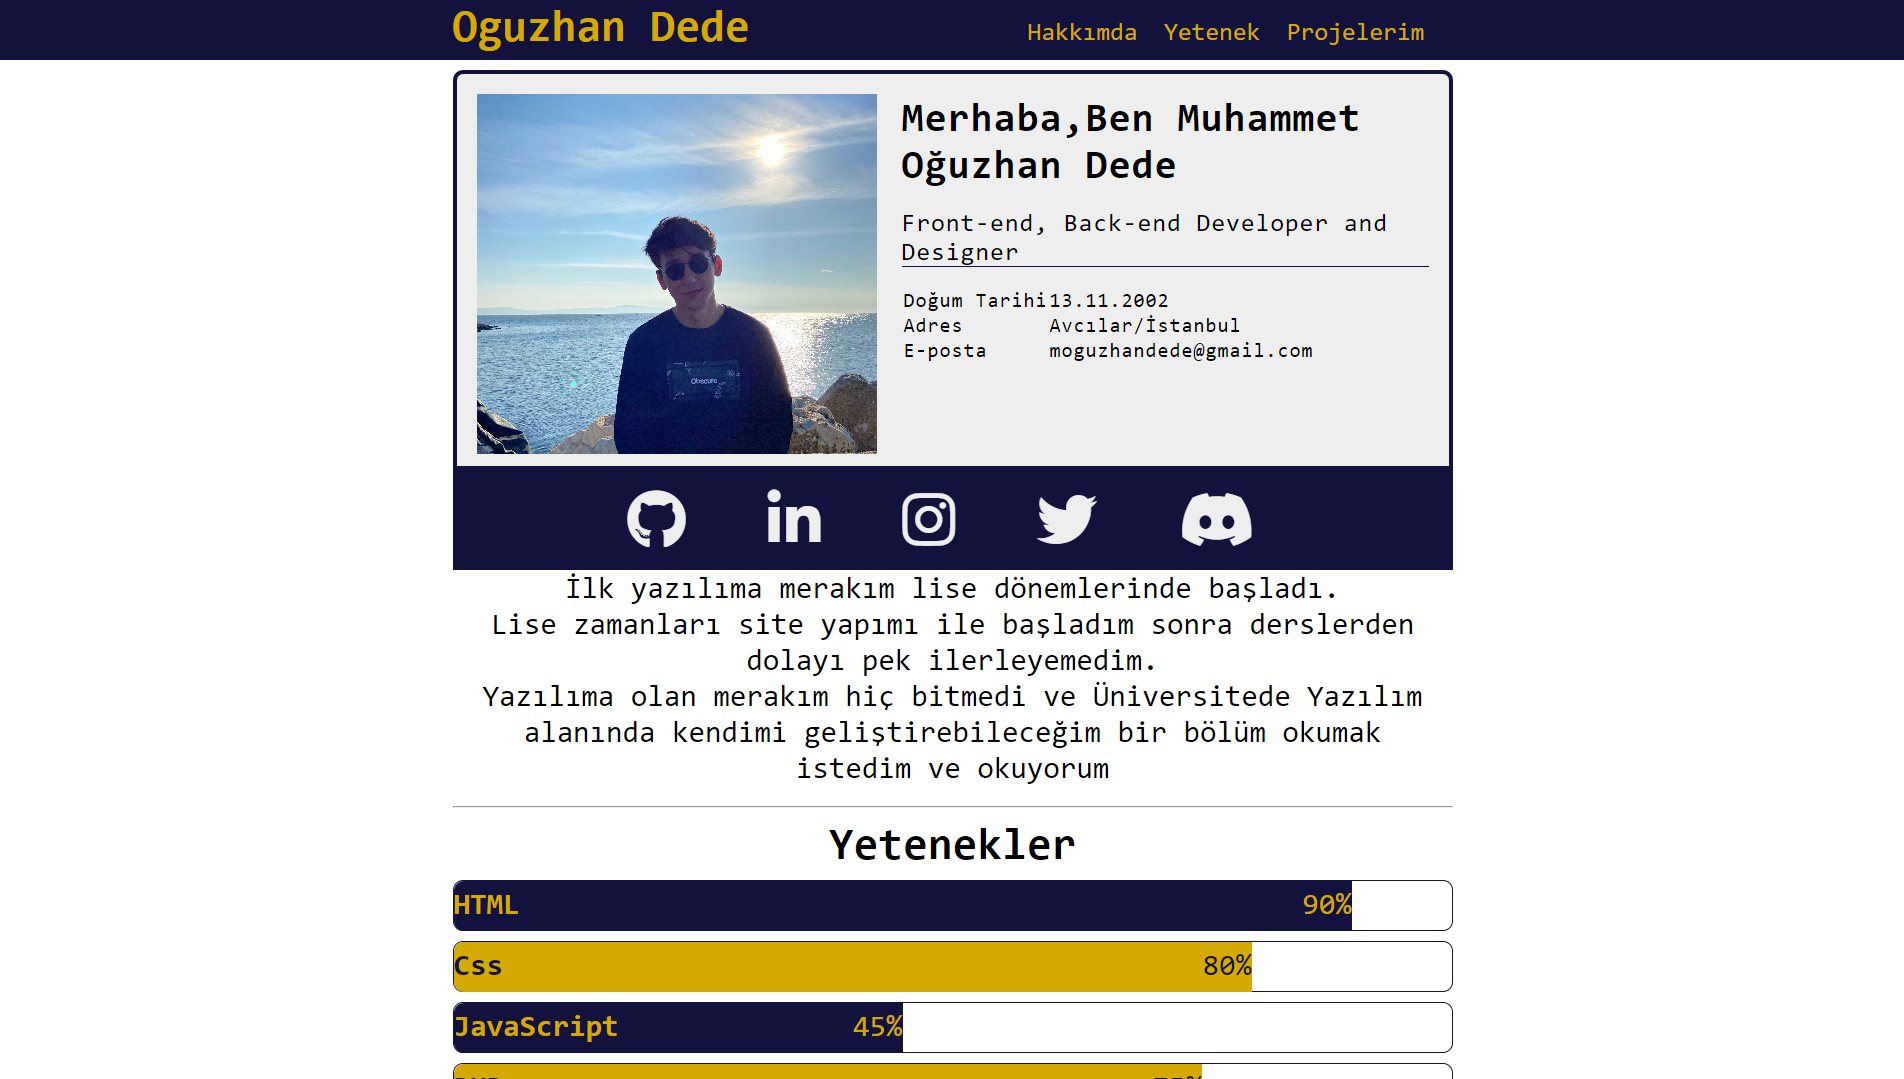 Oguzhan Dede
Hakkımda Yetenek Projelerim
Merhaba,Ben Muhammet
Oğuzhan Dede
Front-end, Back-end Developer and
Designer
Doğum Tarihi 13.11.2002
Adres Avcılar/İstanbul
E-posta moguzhandede@gmail.com
Obscure
in
İlk yazılıma merakım lise dönemlerinde başladı.
Lise zamanları site yapımı ile başladım sonra derslerden
dolayı pek ilerleyemedim.
Yazılıma olan merakım hiç bitmedi ve Üniversitede Yazılım
alanında kendimi geliştirebileceğim bir bölüm okumak
istedim ve okuyorum
Yetenekler
HTML 90%
Css 80%
JavaScript 45%